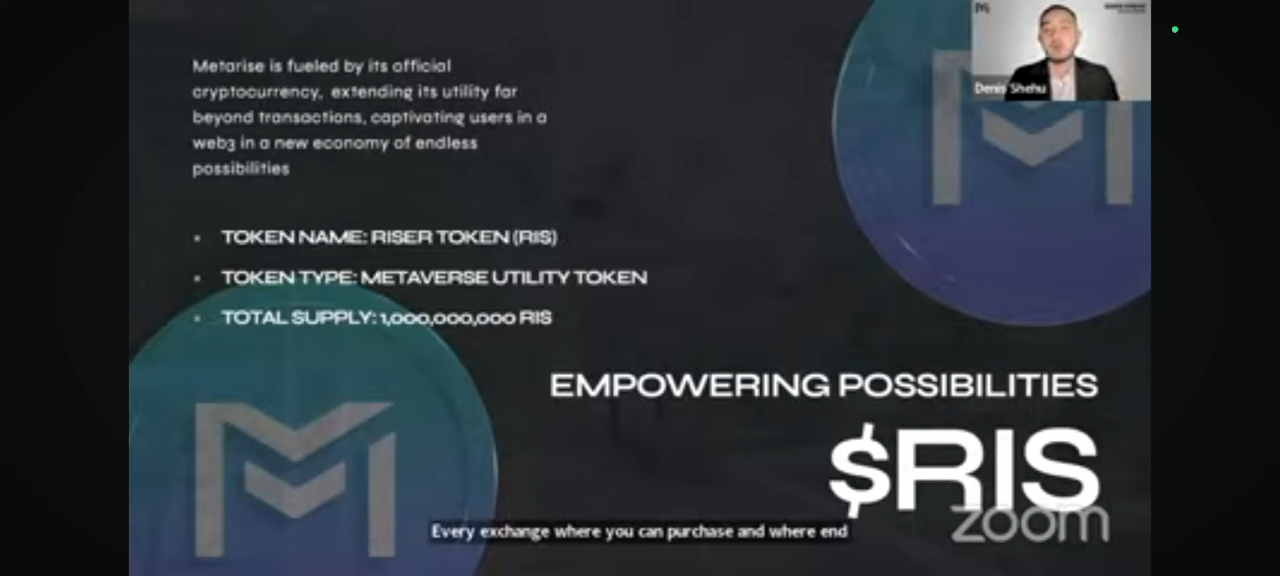 Metarise is fueled by its official
cryptocurrency, extending its utility far
beyond transactions, captivating users in a
web3 in a new economy of endless
possibilities
Denis Shehu
• TOKEN NAME: RISER TOKEN (RIS)
• TOKEN TYPE: METAVERSE UTILITY TOKEN
• TOTAL SUPPLY: 1,000,000,000 RIS
EMPOWERING POSSIBILITIES
$RIS
zoom
Every exchange where you can purchase and where end